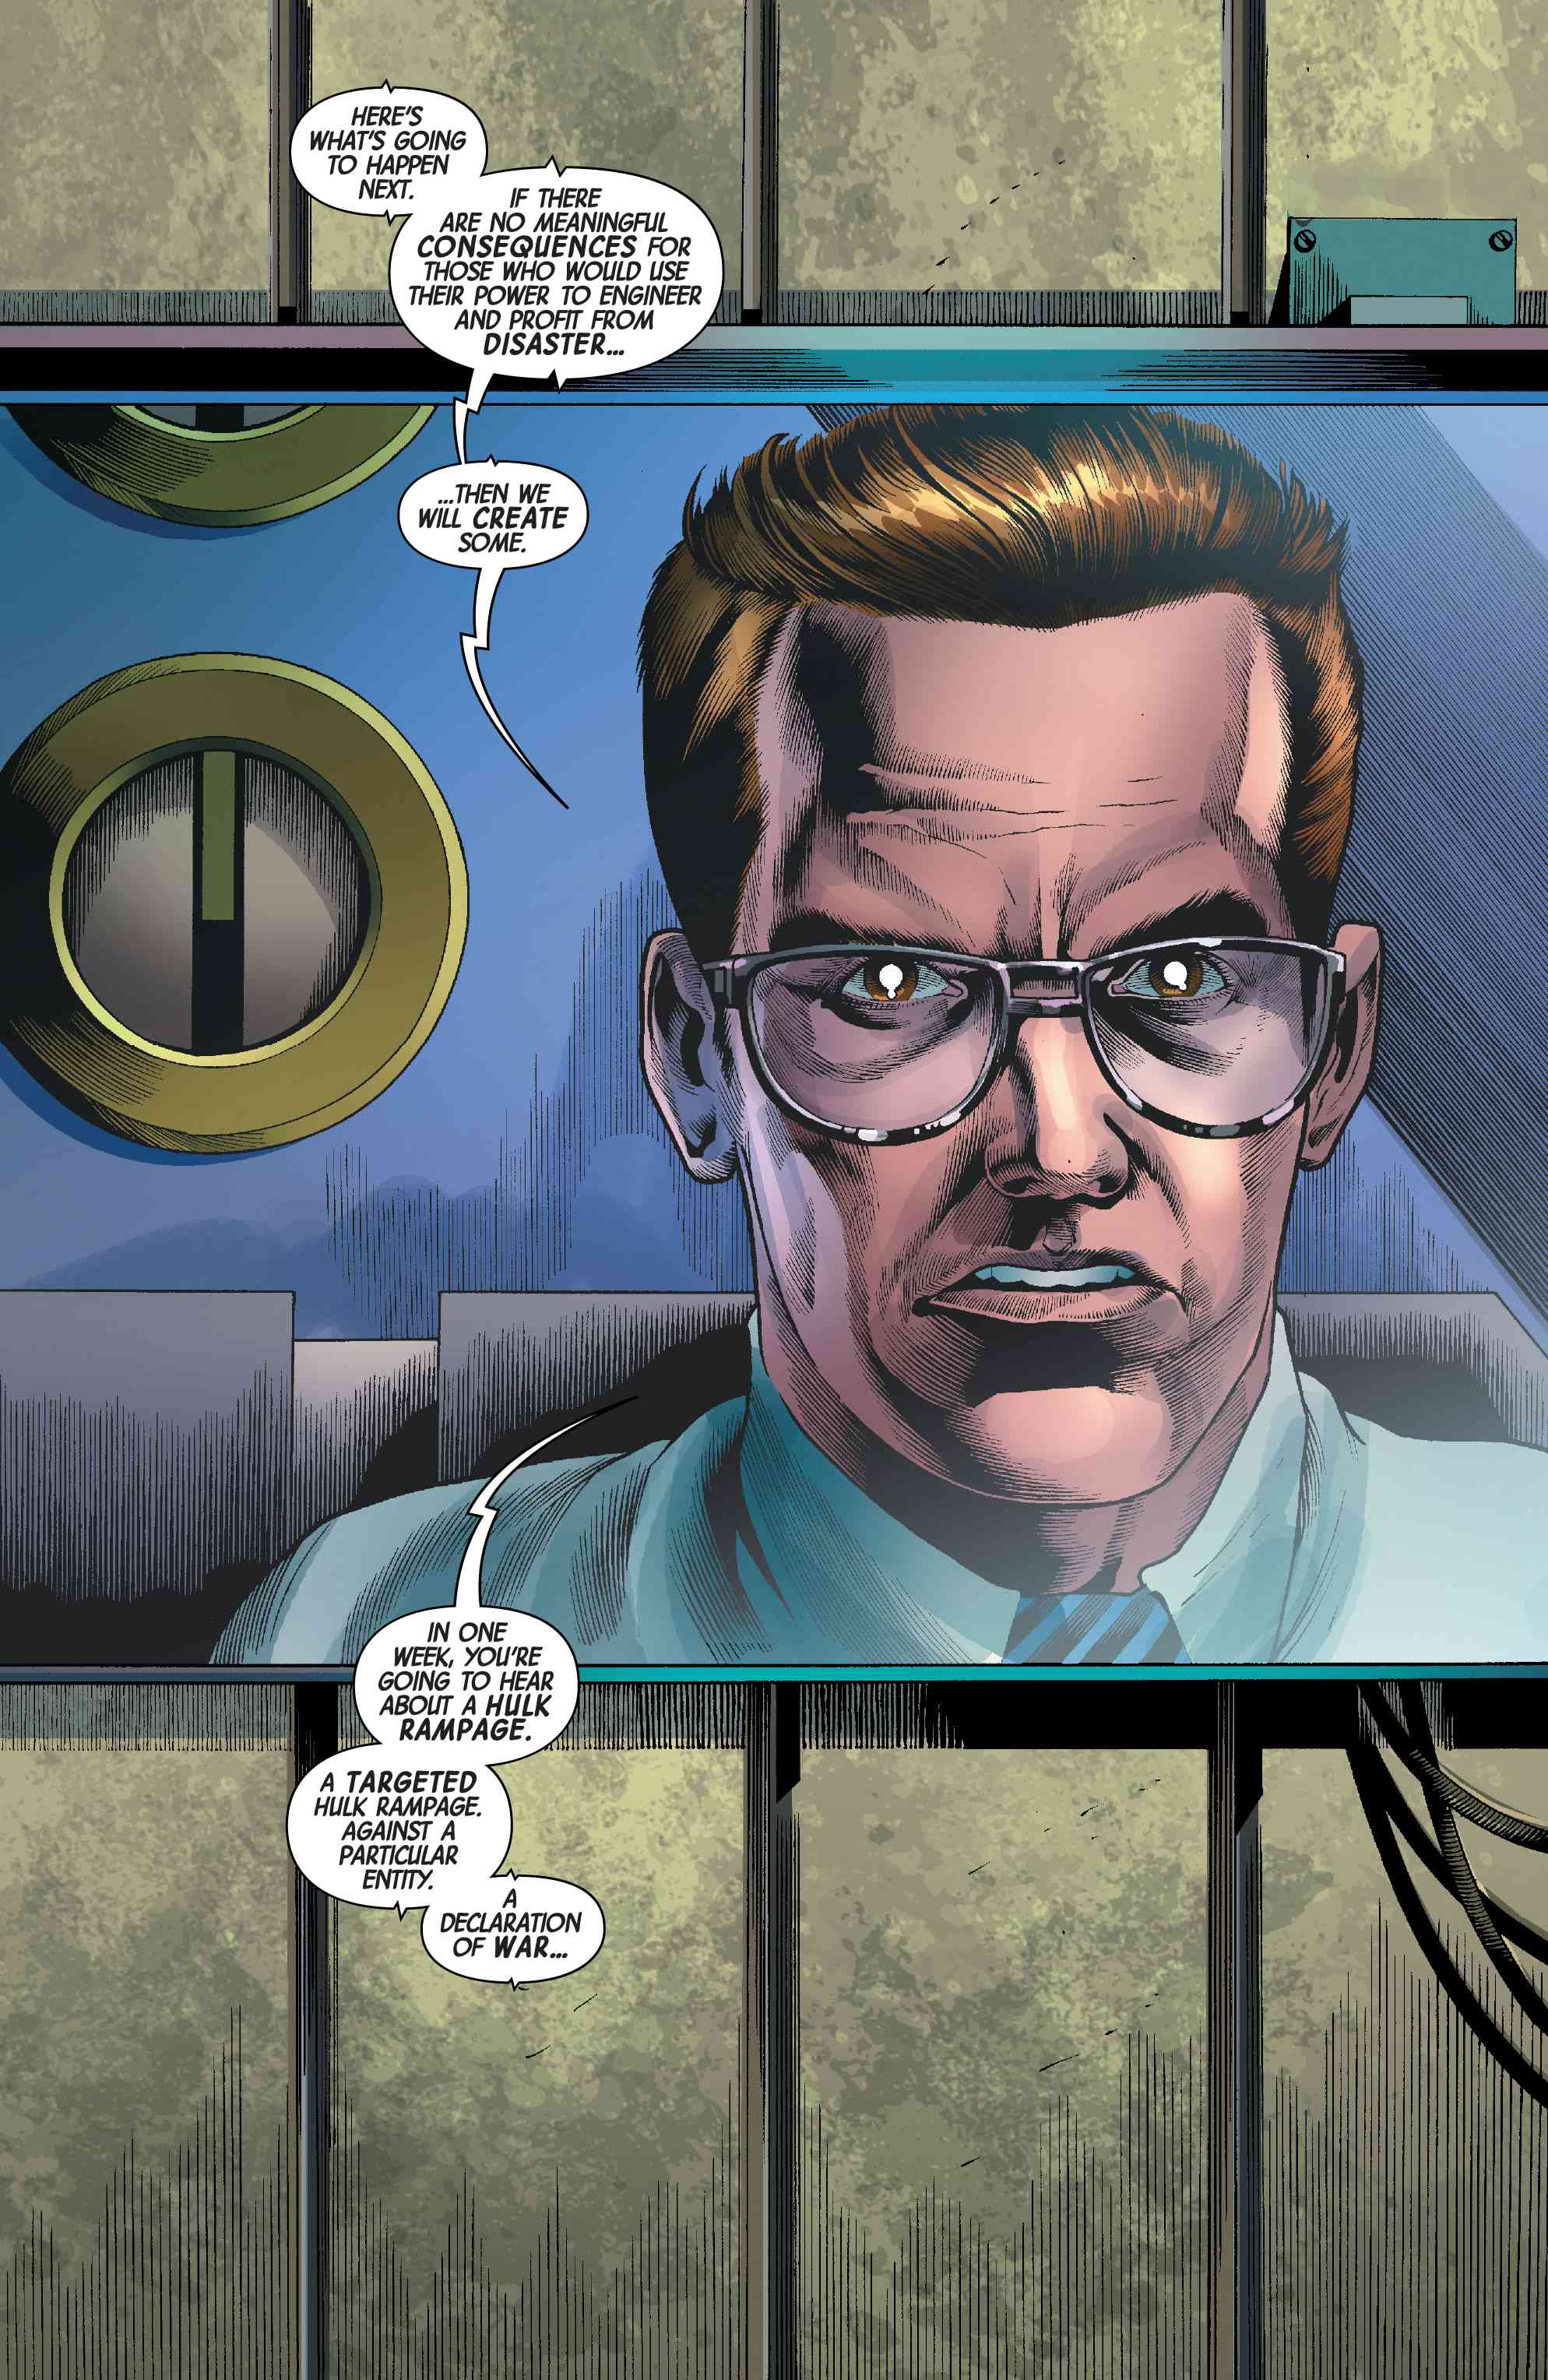 HERE'S
WHAT'S GOING
TO HAPPEN
NEXT.
IF THERE
ARE NO MEANINGFUL
CONSEQUENCES FOR
THOSE WHO WOULD USE
THEIR POWER TO ENGINEER
AND PROFIT FROM
DISASTER...
...THEN WE
WILL CREATE
SOME.
IN ONE
WEEK, YOU'RE
GOING TO HEAR
ABOUT A HULK
RAMPAGE.
A TARGETED
HULK RAMPAGE.
AGAINST A
PARTICULAR
ENTITY.
A
DECLARATION
OF WAR...